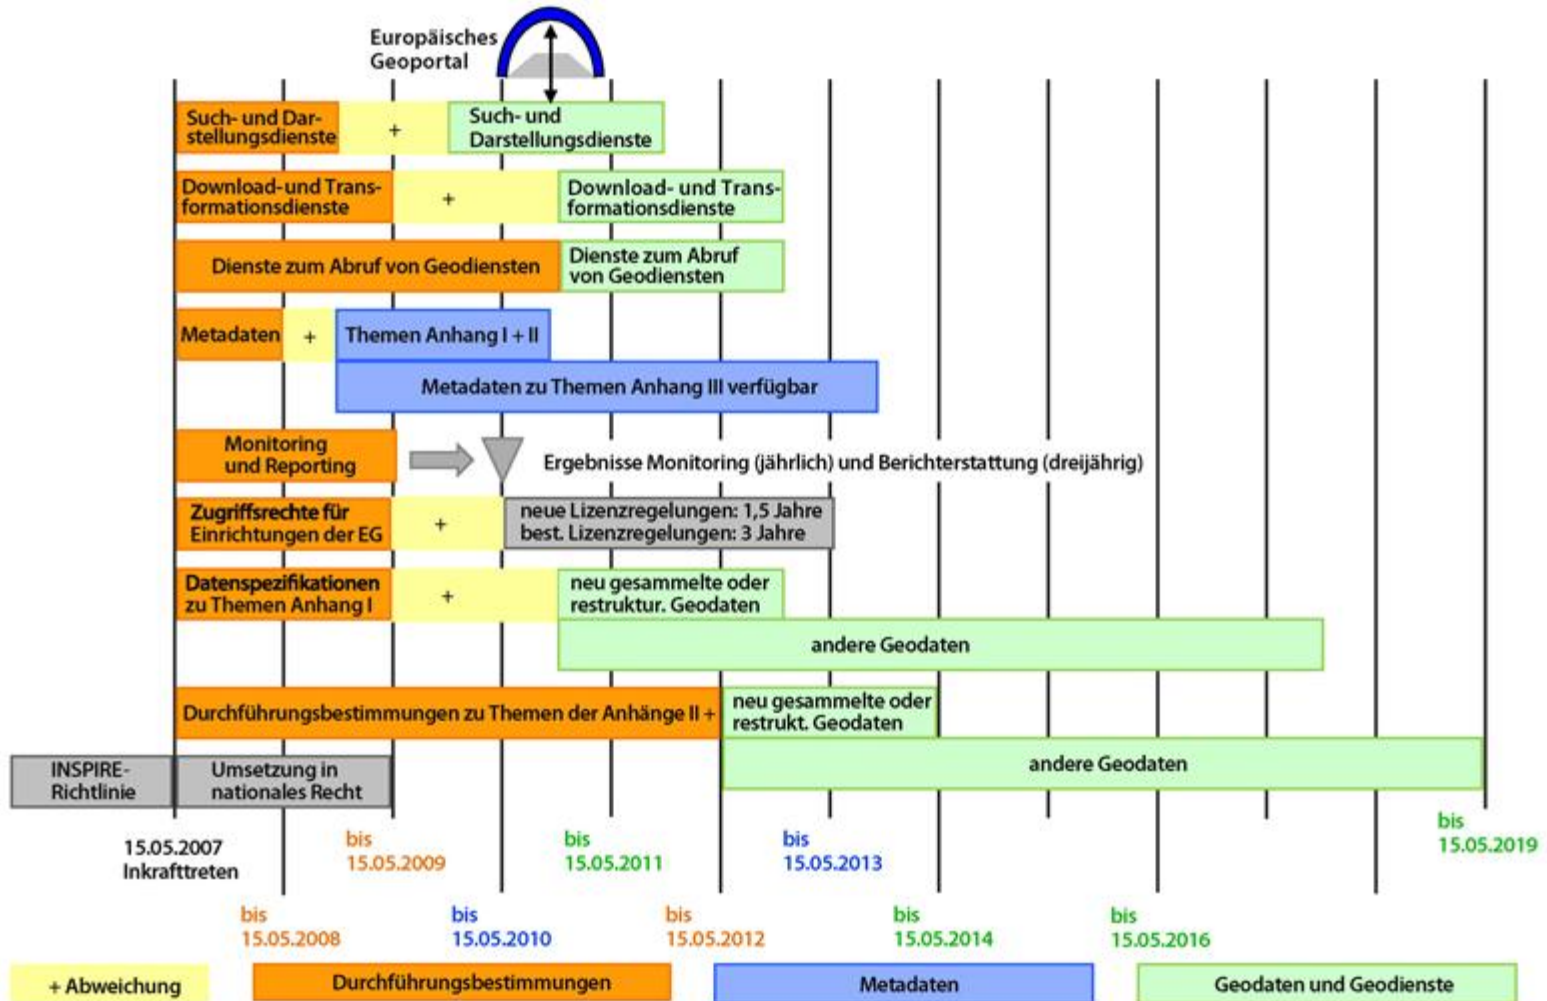 Europäisches
Geoportal
Such- und Dar-
stellungsdienste
+
Such- und
Darstellungsdienste
Download-und Trans-
formationsdienste
+
Download- und Trans-
formationsdienste
Dienste zum Abruf von Geodiensten
Dienste zum Abruf
von Geodiensten
Metadaten
+
Themen Anhang I + II
Metadaten zu Themen Anhang III verfügbar
Monitoring
und Reporting
Ergebnisse Monitoring (jährlich) und Berichterstattung (dreijährig)
Zugriffsrechte für
Einrichtungen der EG
+
neue Lizenzregelungen: 1,5 Jahre
best. Lizenzregelungen: 3 Jahre
Datenspezifikationen
zu Themen Anhang I
+
neu gesammelte oder
restruktur. Geodaten
andere Geodaten
Durchführungsbestimmungen zu Themen der Anhänge II +
neu gesammelte oder
restrukt. Geodaten
andere Geodaten
INSPIRE-
Richtlinie
Umsetzung in
nationales Recht
15.05.2007
Inkrafttreten
bis
15.05.2009
bis
15.05.2011
bis
15.05.2013
bis
15.05.2019
bis
15.05.2008
bis
15.05.2010
bis
15.05.2012
bis
15.05.2014
bis
15.05.2016
+ Abweichung
Durchführungsbestimmungen
Metadaten
Geodaten und Geodienste